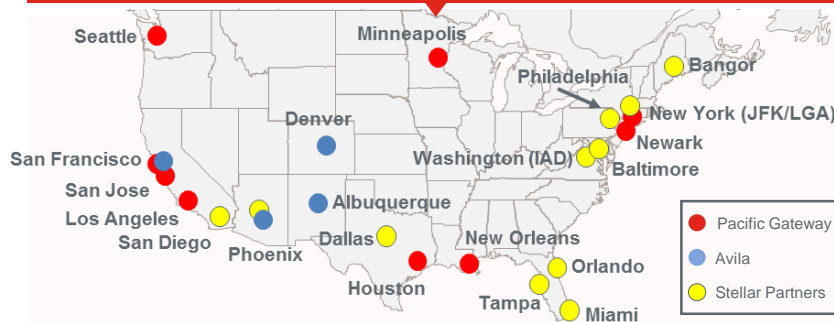 Seattle
Minneapolis
Bangor
Philadelphia
New York (JFK/LGA)
Denver
Newark
San Francisco
Washington (IAD)
Baltimore
San Jose
Albuquerque
Los Angeles
San Diego
Phoenix
Dallas
New Orleans
Orlando
Houston
Tampa
Miami
Pacific Gateway
Avila
Stellar Partners